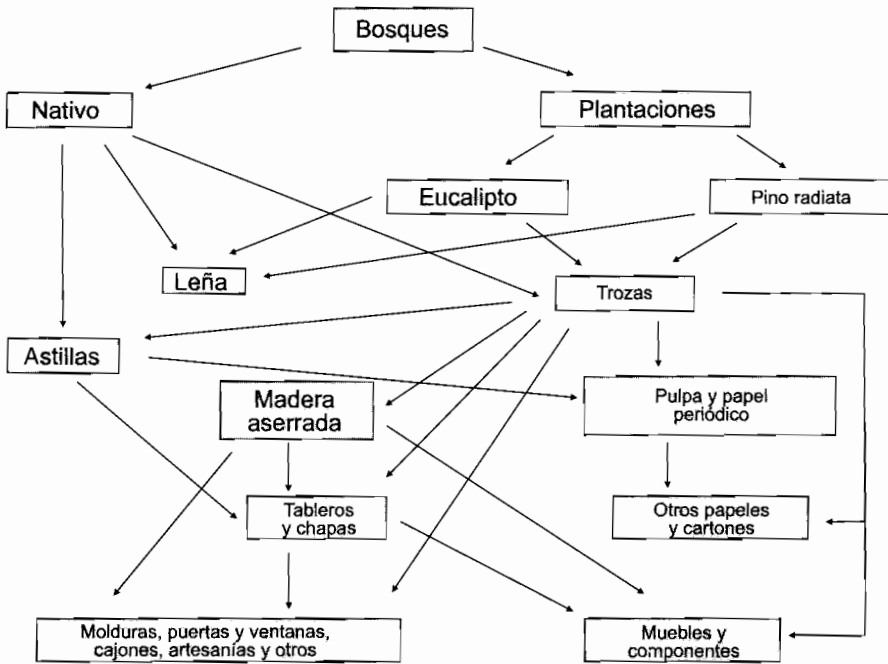 Bosques
Nativo
Plantaciones
Eucalipto
Pino radiata
Leña
Trozas
Astillas
Madera
aserrada
Pulpa y papel
periódico
Tableros
y chapas
Otros papeles
y cartones
Molduras, puertas y ventanas,
cajones, artesanías y otros
Muebles y
componentes